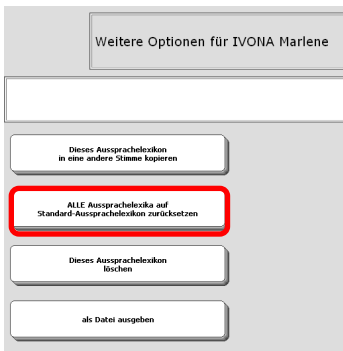 Weitere Optionen für IVONA Marlene
Dieses Aussprachelexikon
in eine andere Stimme kopieren
ALLE Aussprachelexika auf
Standard-Aussprachelexikon zurücksetzen
Dieses Aussprachelexikon
löschen
als Datei ausgeben